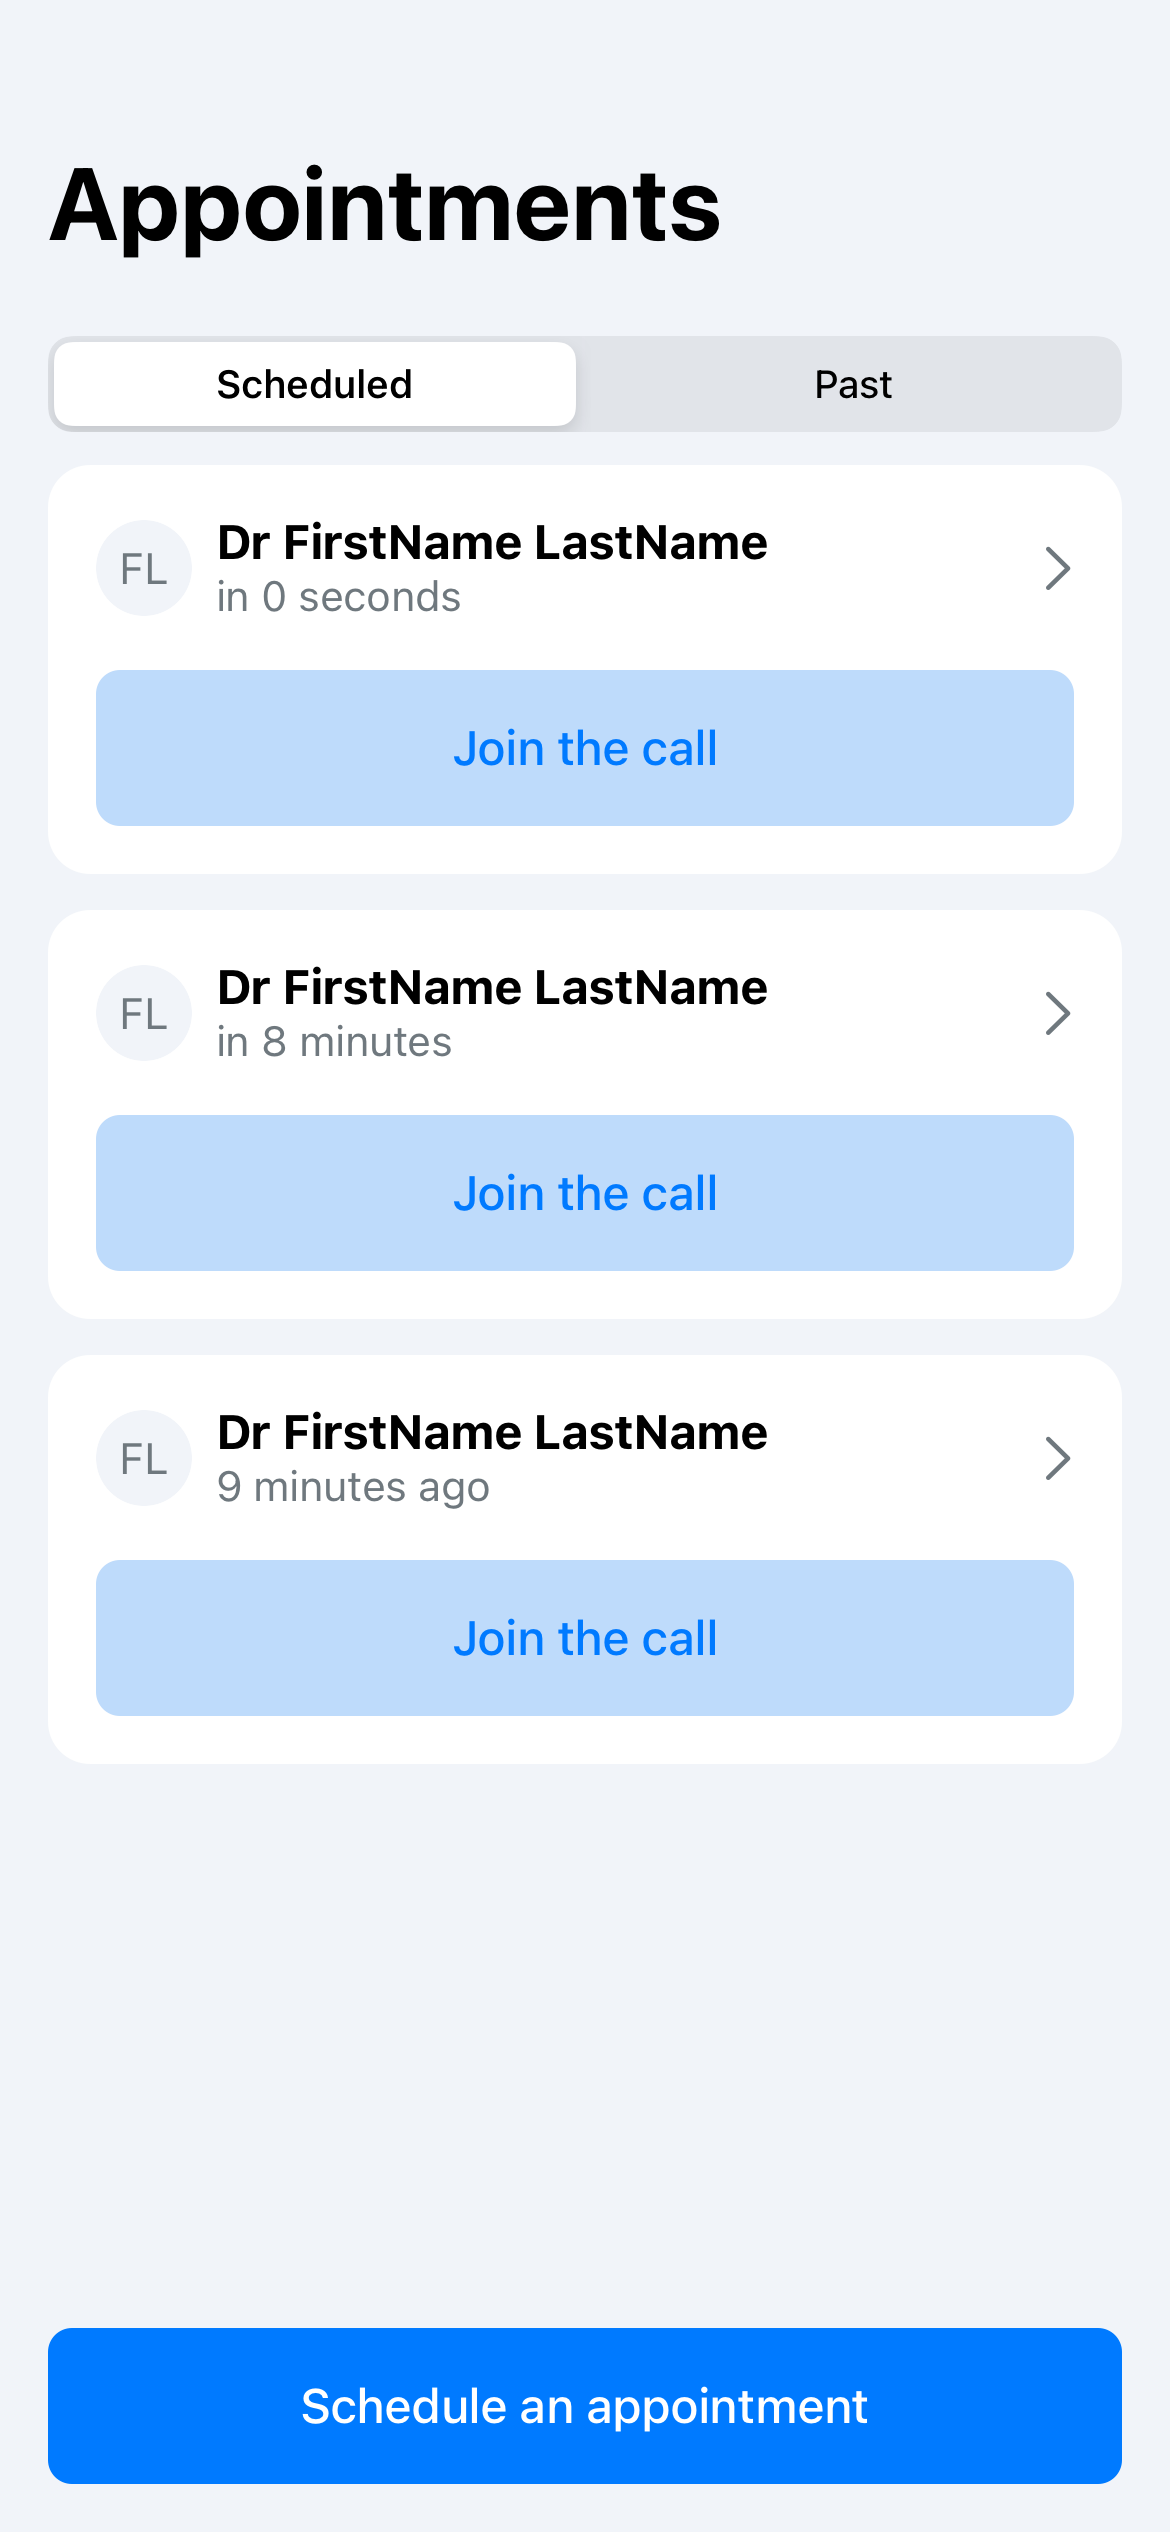 Appointments
Scheduled
Past
FL
Dr FirstName LastName
in 0 seconds
Join the call
FL
Dr FirstName LastName
in 8 minutes
Join the call
FL
Dr FirstName LastName
9 minutes ago
Join the call
Schedule an appointment